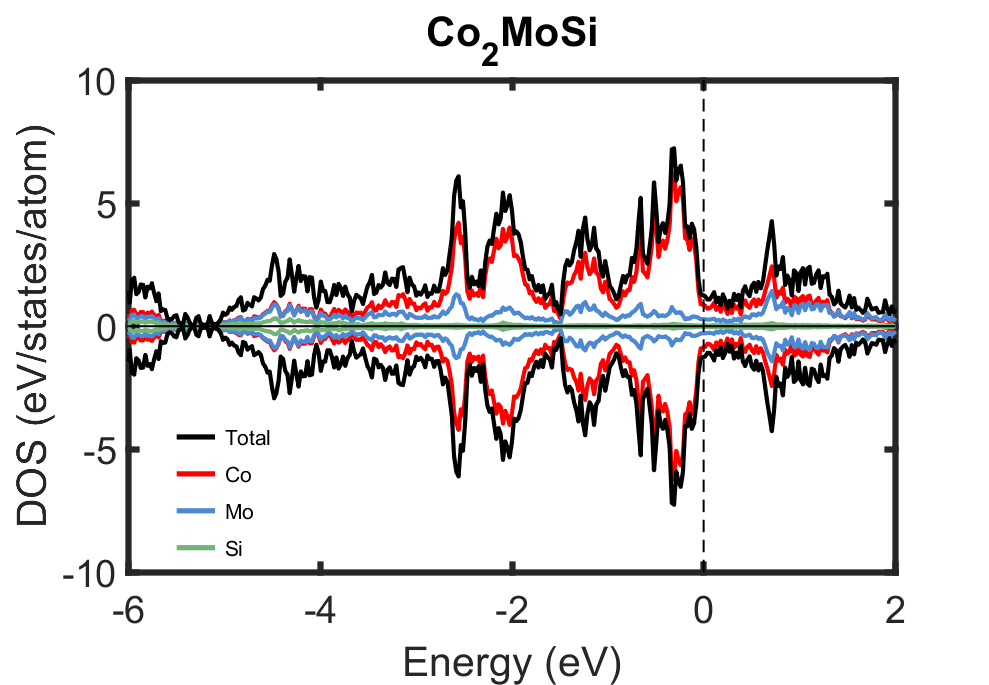 Co2MoSi
DOS (eV/states/atom)
10
5
0
-5
-10
Total
Co
Mo
Si
-6 -4 -2 0 2
Energy (eV)